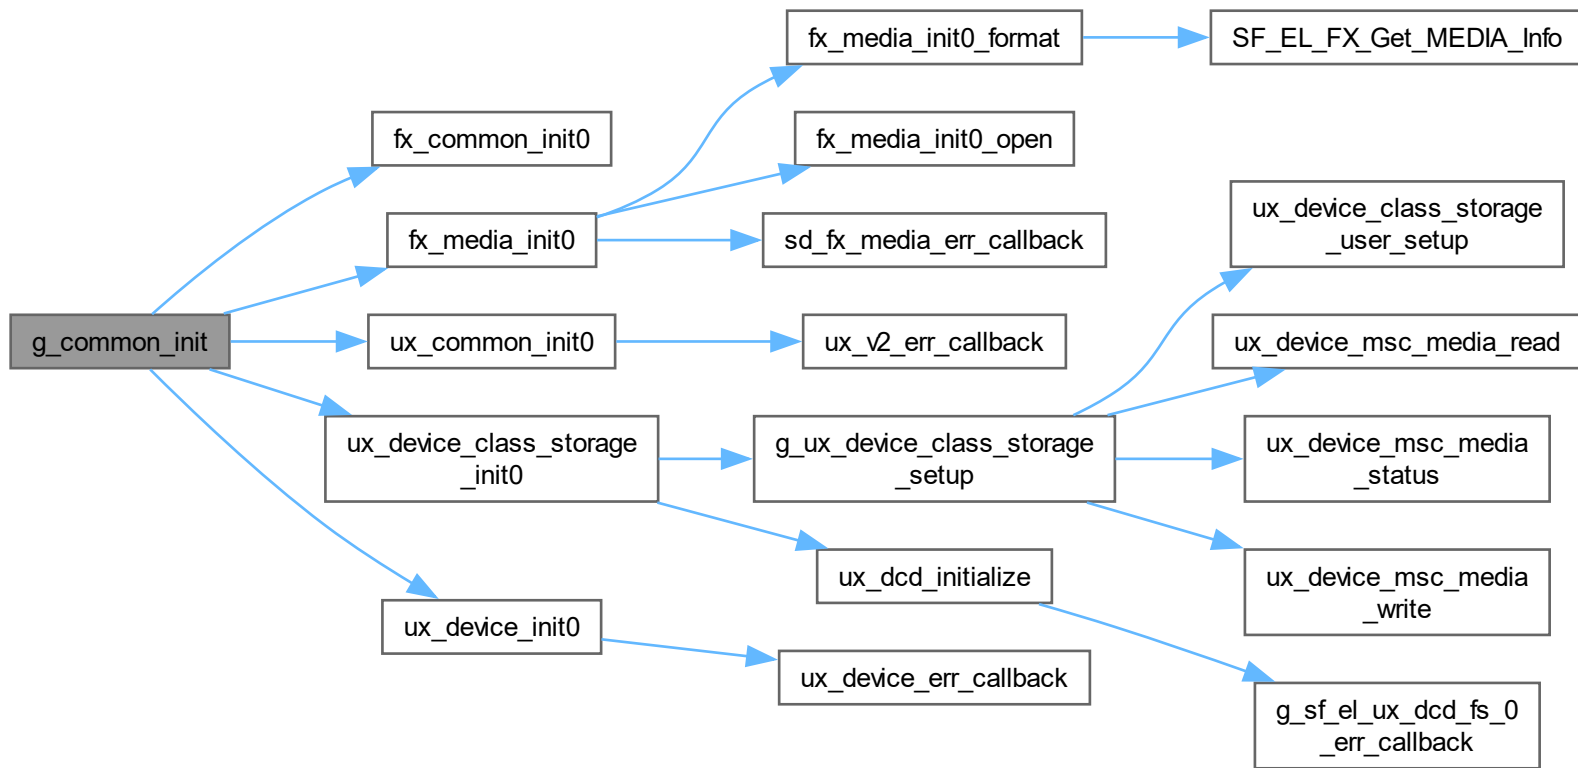 g_common_init
fx_common_init0
fx_media_init0
ux_common_init0
ux_device_class_storage
_init0
ux_device_init0
fx_media_init0_format
fx_media_init0_open
sd_fx_media_err_callback
ux_v2_err_callback
g_ux_device_class_storage
_setup
ux_dcd_initialize
ux_device_err_callback
SF_EL_FX_Get_MEDIA_Info
ux_device_class_storage
_user_setup
ux_device_msc_media_read
ux_device_msc_media
_status
ux_device_msc_media
_write
g_sf_el_ux_dcd_fs_0
_err_callback